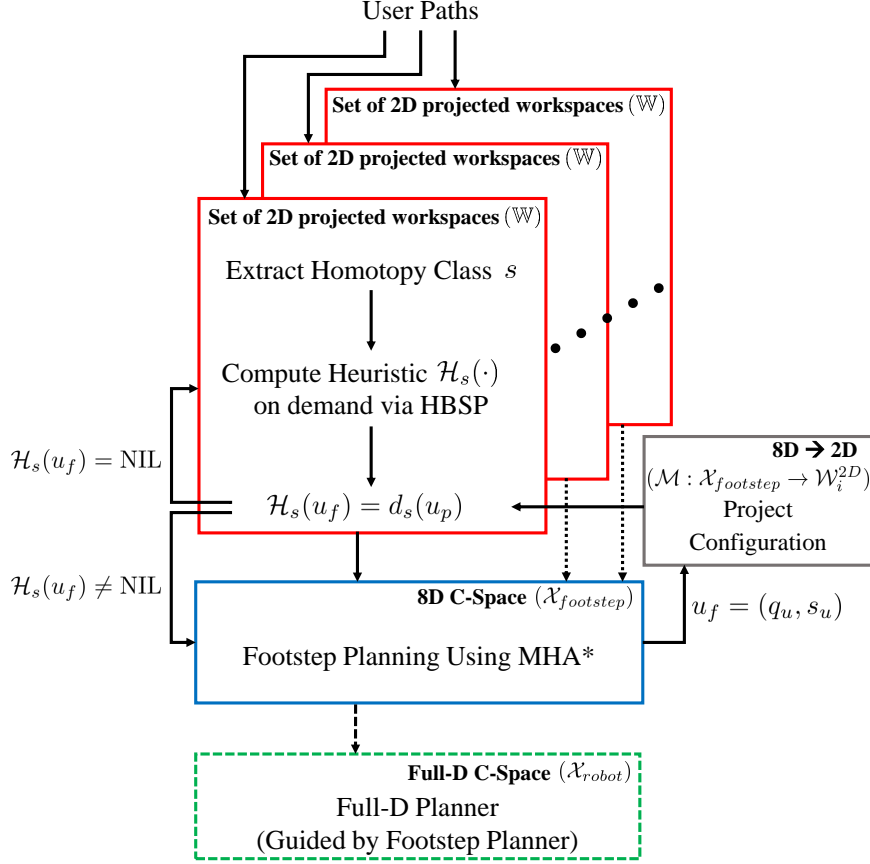 User Paths
Set of 2D projected workspaces (𝕎)
Set of 2D projected workspaces (𝕎)
Set of 2D projected workspaces (𝕎)
Extract Homotopy Class s
Compute Heuristic ℋ_s(·)
on demand via HBSP
ℋ_s(u_f) = NIL
8D → 2D
(ℳ : 𝒳_footstep → 𝒲_i^2D)
Project
Configuration
ℋ_s(u_f) = d_s(u_p)
ℋ_s(u_f) ≠ NIL
8D C-Space (𝒳_footstep)
u_f = (q_u, s_u)
Footstep Planning Using MHA*
Full-D C-Space (𝒳_robot)
Full-D Planner
(Guided by Footstep Planner)